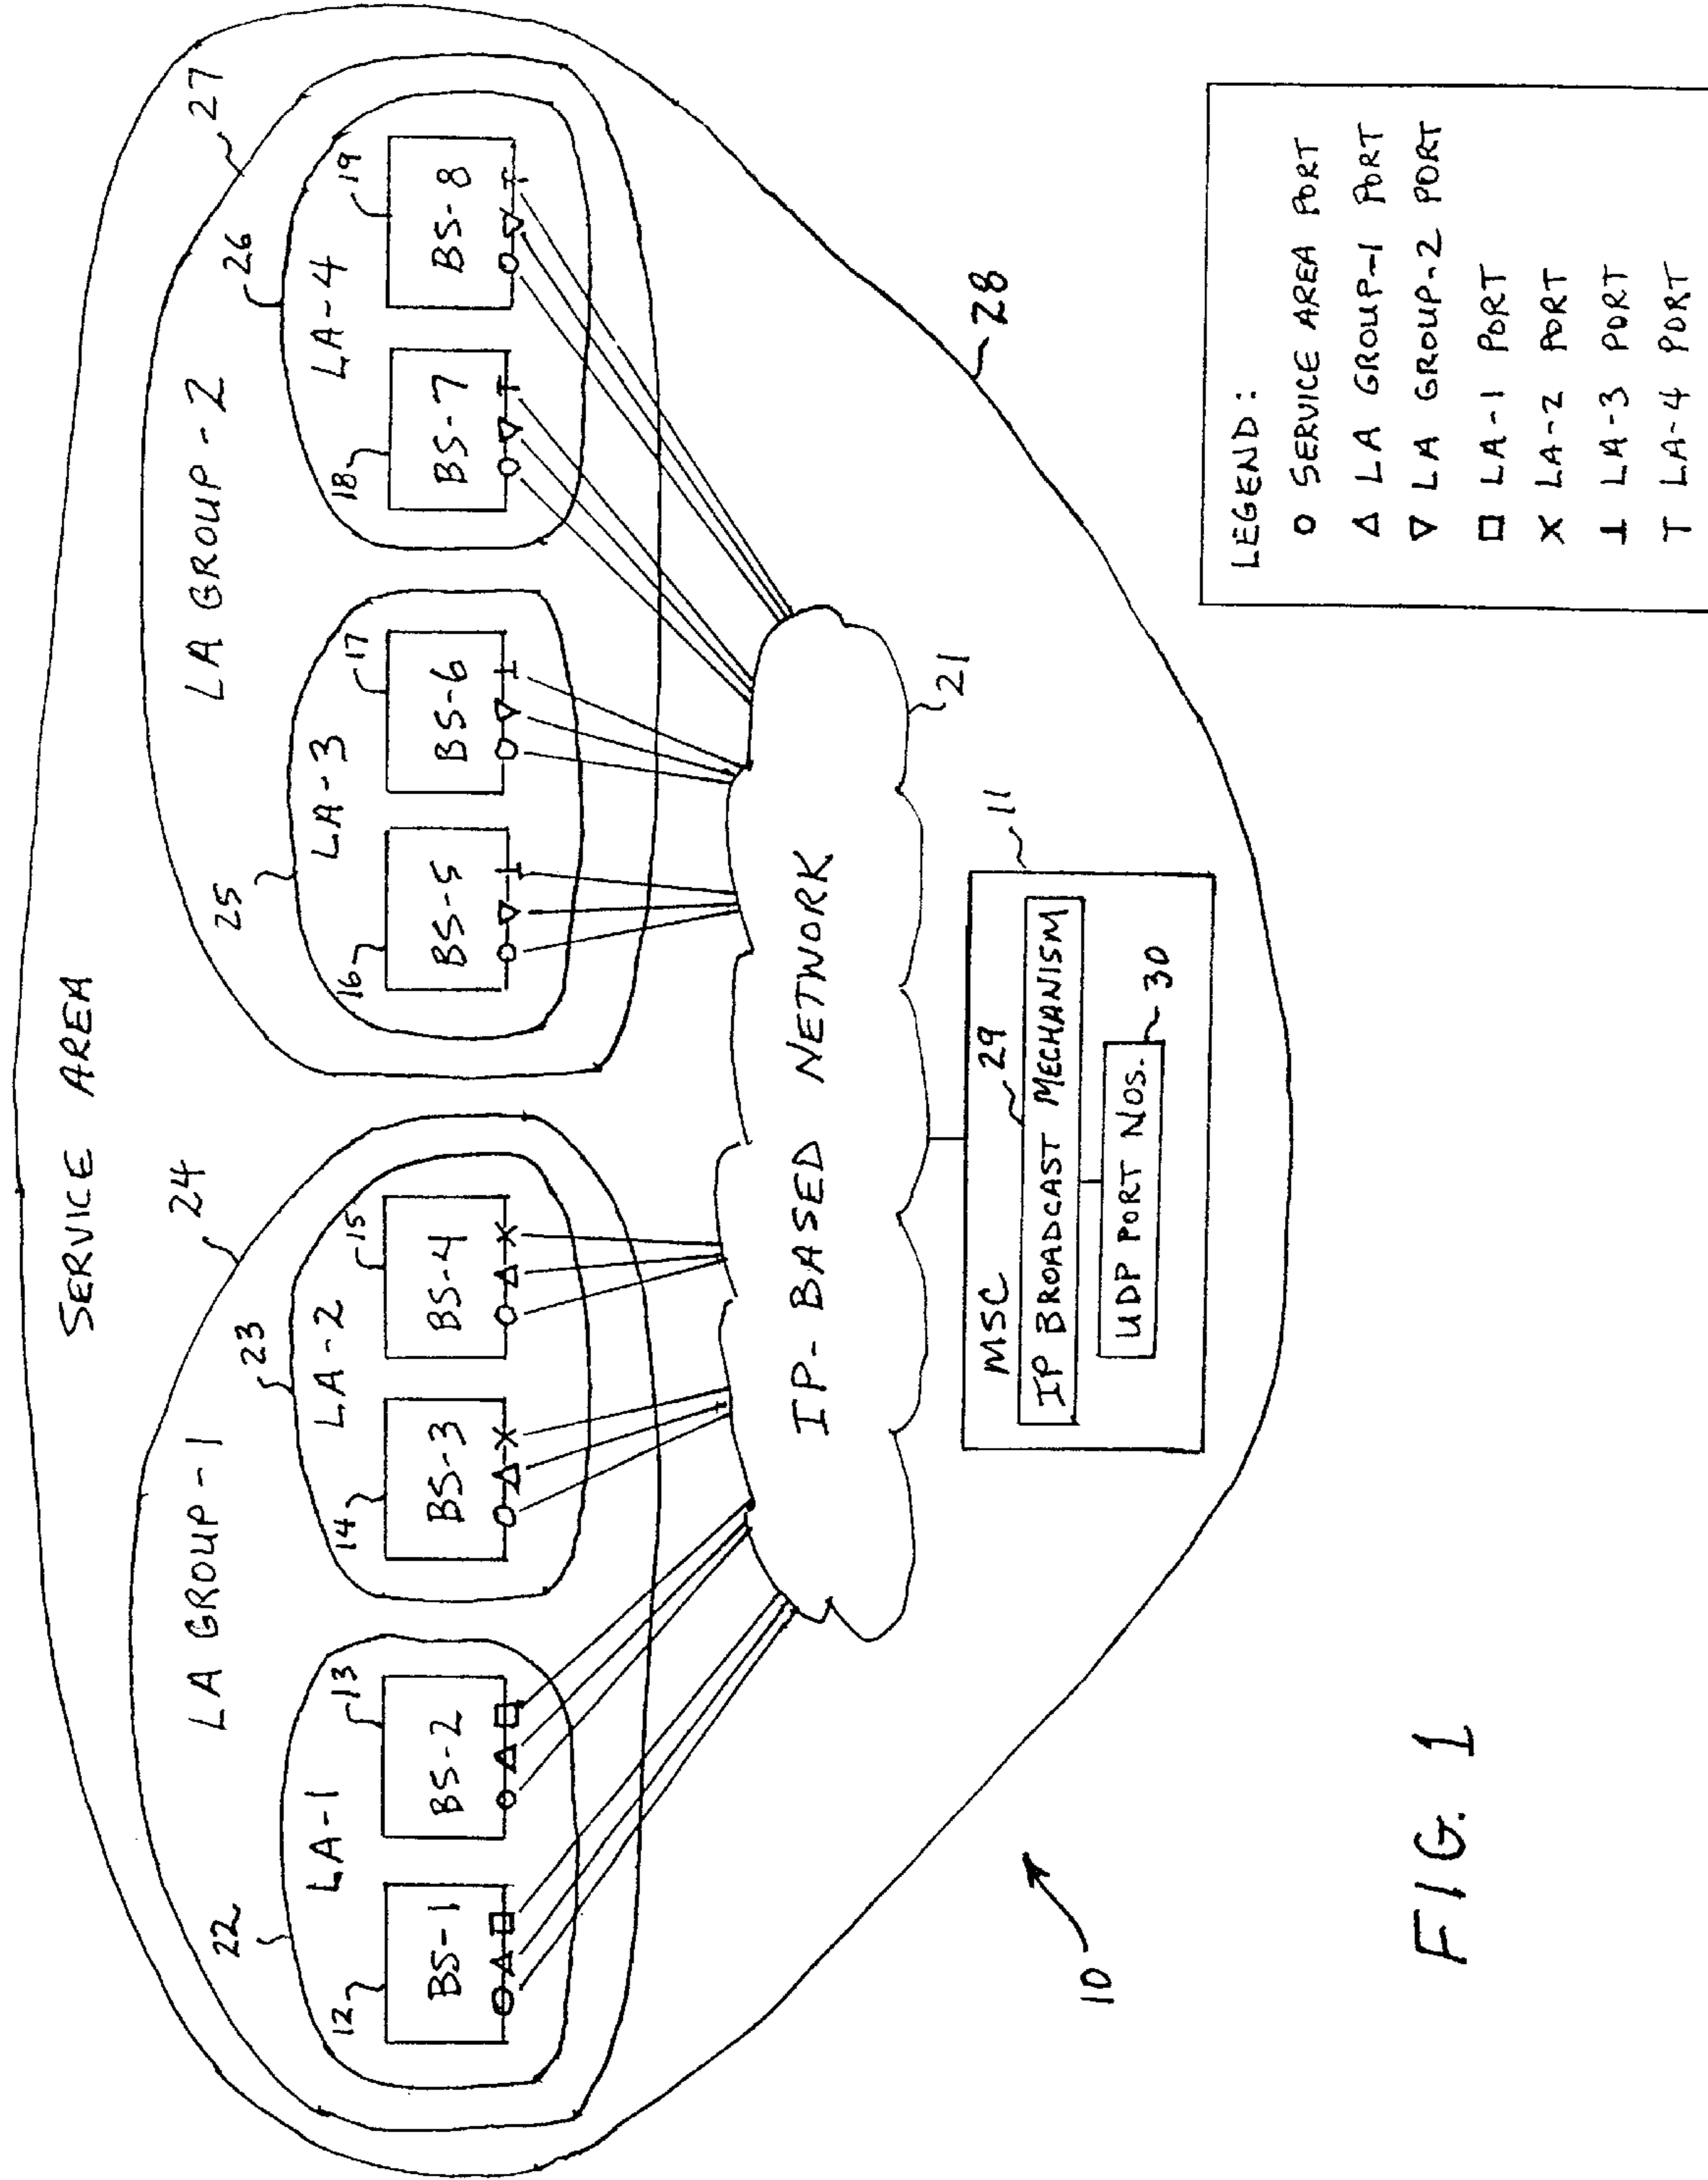 SERVICE AREA
24
27
LA GROUP-1
LA GROUP-2
22
23
25
26
LA-1
LA-2
LA-3
LA-4
12
13
14
15
16
17
18
19
BS-1
BS-2
BS-3
BS-4
BS-5
BS-6
BS-7
BS-8
IP-BASED NETWORK
21
28
MSC
29
11
IP BROADCAST MECHANISM
UDP PORT NOS.
30
10
LEGEND:
O SERVICE AREA PORT
△ LA GROUP-1 PORT
▽ LA GROUP-2 PORT
□ LA-1 PORT
X LA-2 PORT
⊥ LA-3 PORT
T LA-4 PORT
FIG. 1